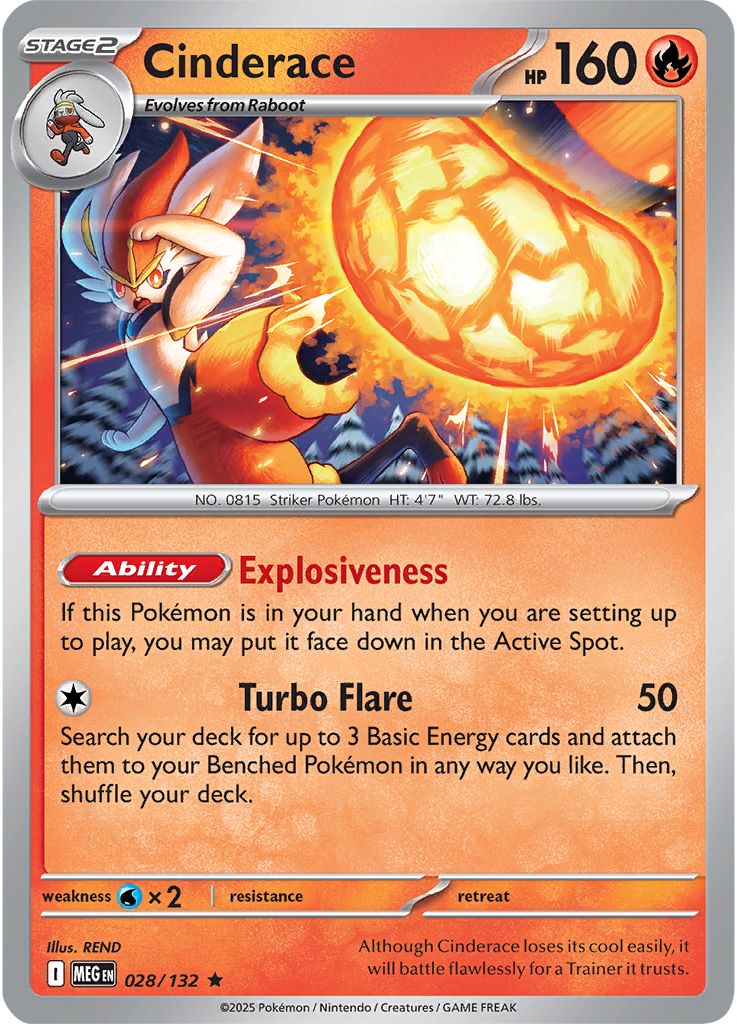 STAGE2
Cinderace
HP 160
Evolves from Raboot
NO. 0815 Striker Pokémon HT: 4'7" WT: 72.8 lbs.
Ability Explosiveness
If this Pokémon is in your hand when you are setting up
to play, you may put it face down in the Active Spot.
Turbo Flare 50
Search your deck for up to 3 Basic Energy cards and attach
them to your Benched Pokémon in any way you like. Then,
shuffle your deck.
weakness ×2 resistance retreat
Illus. REND
Although Cinderace loses its cool easily, it
will battle flawlessly for a Trainer it trusts.
I MEG EN 028/132 ★
©2025 Pokémon / Nintendo / Creatures / GAME FREAK